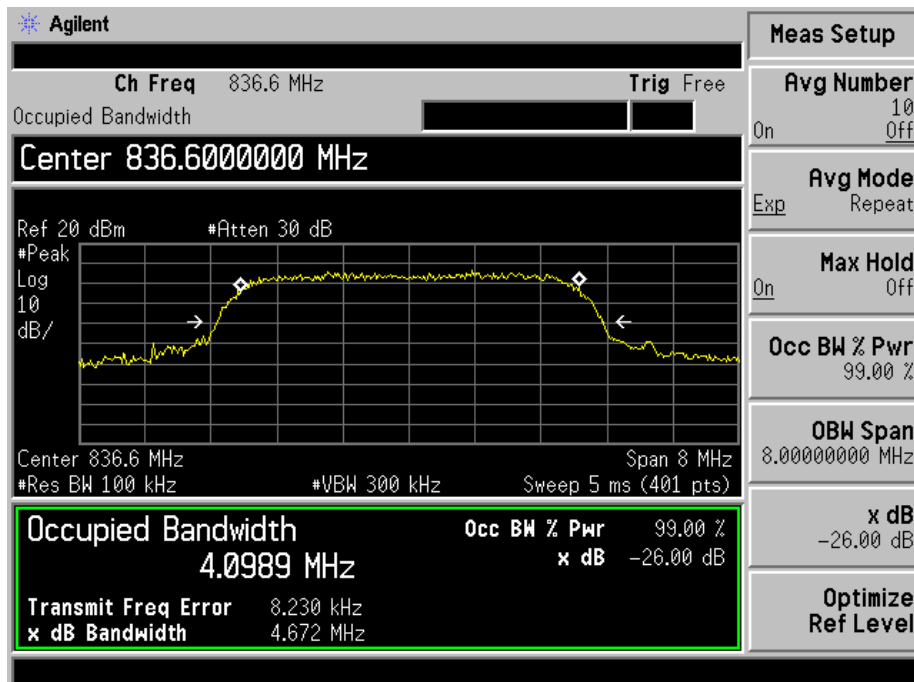 Agilent
Meas Setup
Ch Freq 836.6 MHz Trig Free
Occupied Bandwidth
Center 836.6000000 MHz
Ref 20 dBm #Atten 30 dB
#Peak
Log
10
dB/
Center 836.6 MHz Span 8 MHz
#Res BW 100 kHz #VBW 300 kHz Sweep 5 ms (401 pts)
Occupied Bandwidth Occ BW % Pwr 99.00 %
4.0989 MHz x dB -26.00 dB
Transmit Freq Error 8.230 kHz
x dB Bandwidth 4.672 MHz
Avg Number
10
On Off
Avg Mode
Exp Repeat
Max Hold
On Off
Occ BW % Pwr
99.00 %
OBW Span
8.00000000 MHz
x dB
-26.00 dB
Optimize
Ref Level